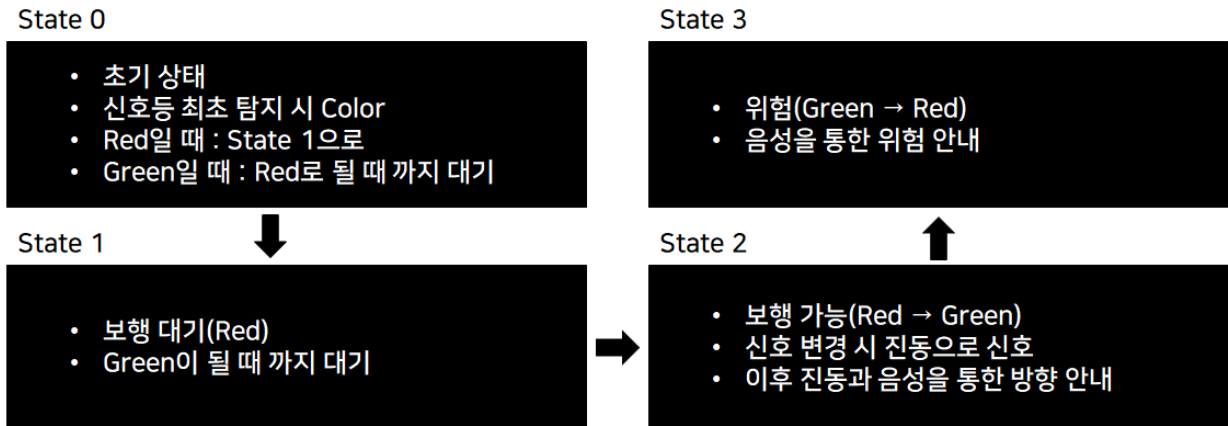 State 0
• 초기 상태
• 신호등 최초 탐지 시 Color
• Red일 때 : State 1으로
• Green일 때 : Red로 될 때 까지 대기
State 1
• 보행 대기(Red)
• Green이 될 때 까지 대기
State 3
• 위험(Green → Red)
• 음성을 통한 위험 안내
State 2
• 보행 가능(Red → Green)
• 신호 변경 시 진동으로 신호
• 이후 진동과 음성을 통한 방향 안내